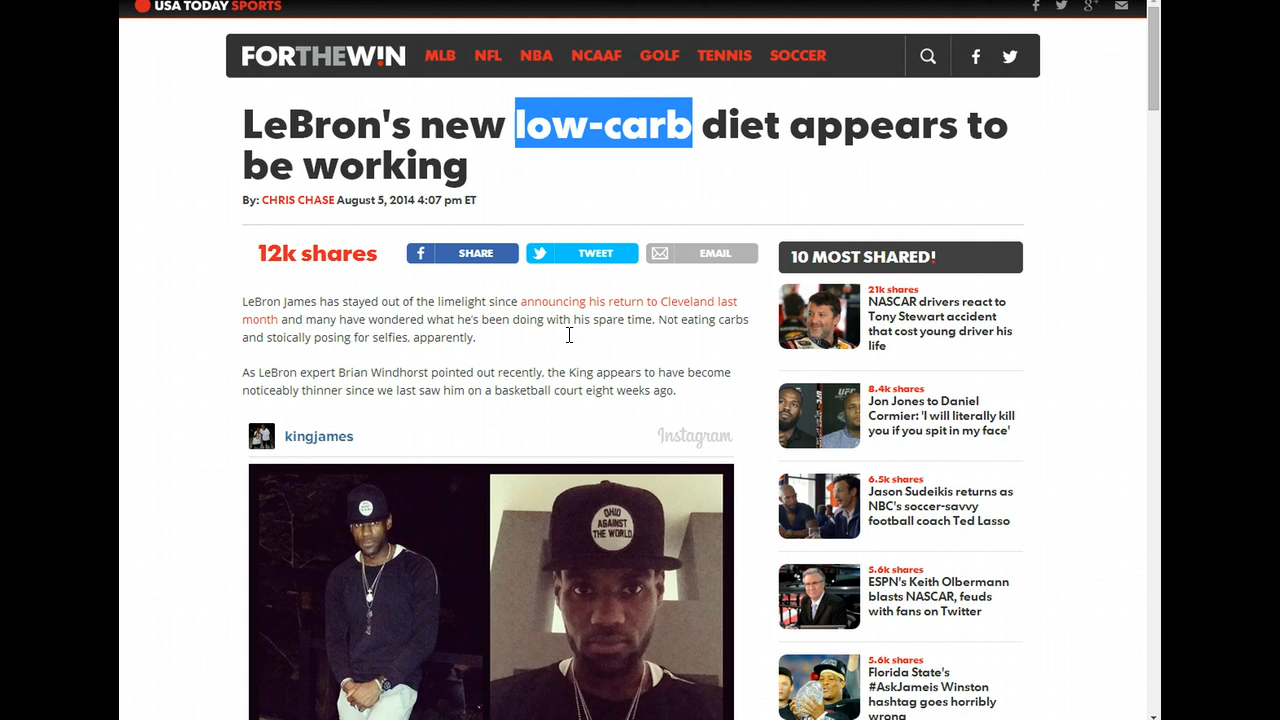 USA TODAY SPORTS
FORTHEW!N MLB NFL NBA NCAAF GOLF TENNIS SOCCER
LeBron's new low-carb diet appears to
be working
By: CHRIS CHASE August 5, 2014 4:07 pm ET
12k shares
SHARE
TWEET
EMAIL
LeBron James has stayed out of the limelight since announcing his return to Cleveland last
month and many have wondered what he's been doing with his spare time. Not eating carbs
and stoically posing for selfies, apparently.
As LeBron expert Brian Windhorst pointed out recently, the King appears to have become
noticeably thinner since we last saw him on a basketball court eight weeks ago.
kingjames
Instagram
OHIO
AGAINST
THE WORLD
10 MOST SHARED!
21k shares
NASCAR drivers react to
Tony Stewart accident
that cost young driver his
life
8.4k shares
Jon Jones to Daniel
Cormier: 'I will literally kill
you if you spit in my face'
6.5k shares
Jason Sudeikis returns as
NBC's soccer-savvy
football coach Ted Lasso
5.6k shares
ESPN's Keith Olbermann
blasts NASCAR, feuds
with fans on Twitter
5.6k shares
Florida State's
#AskJameis Winston
hashtag goes horribly
wrong